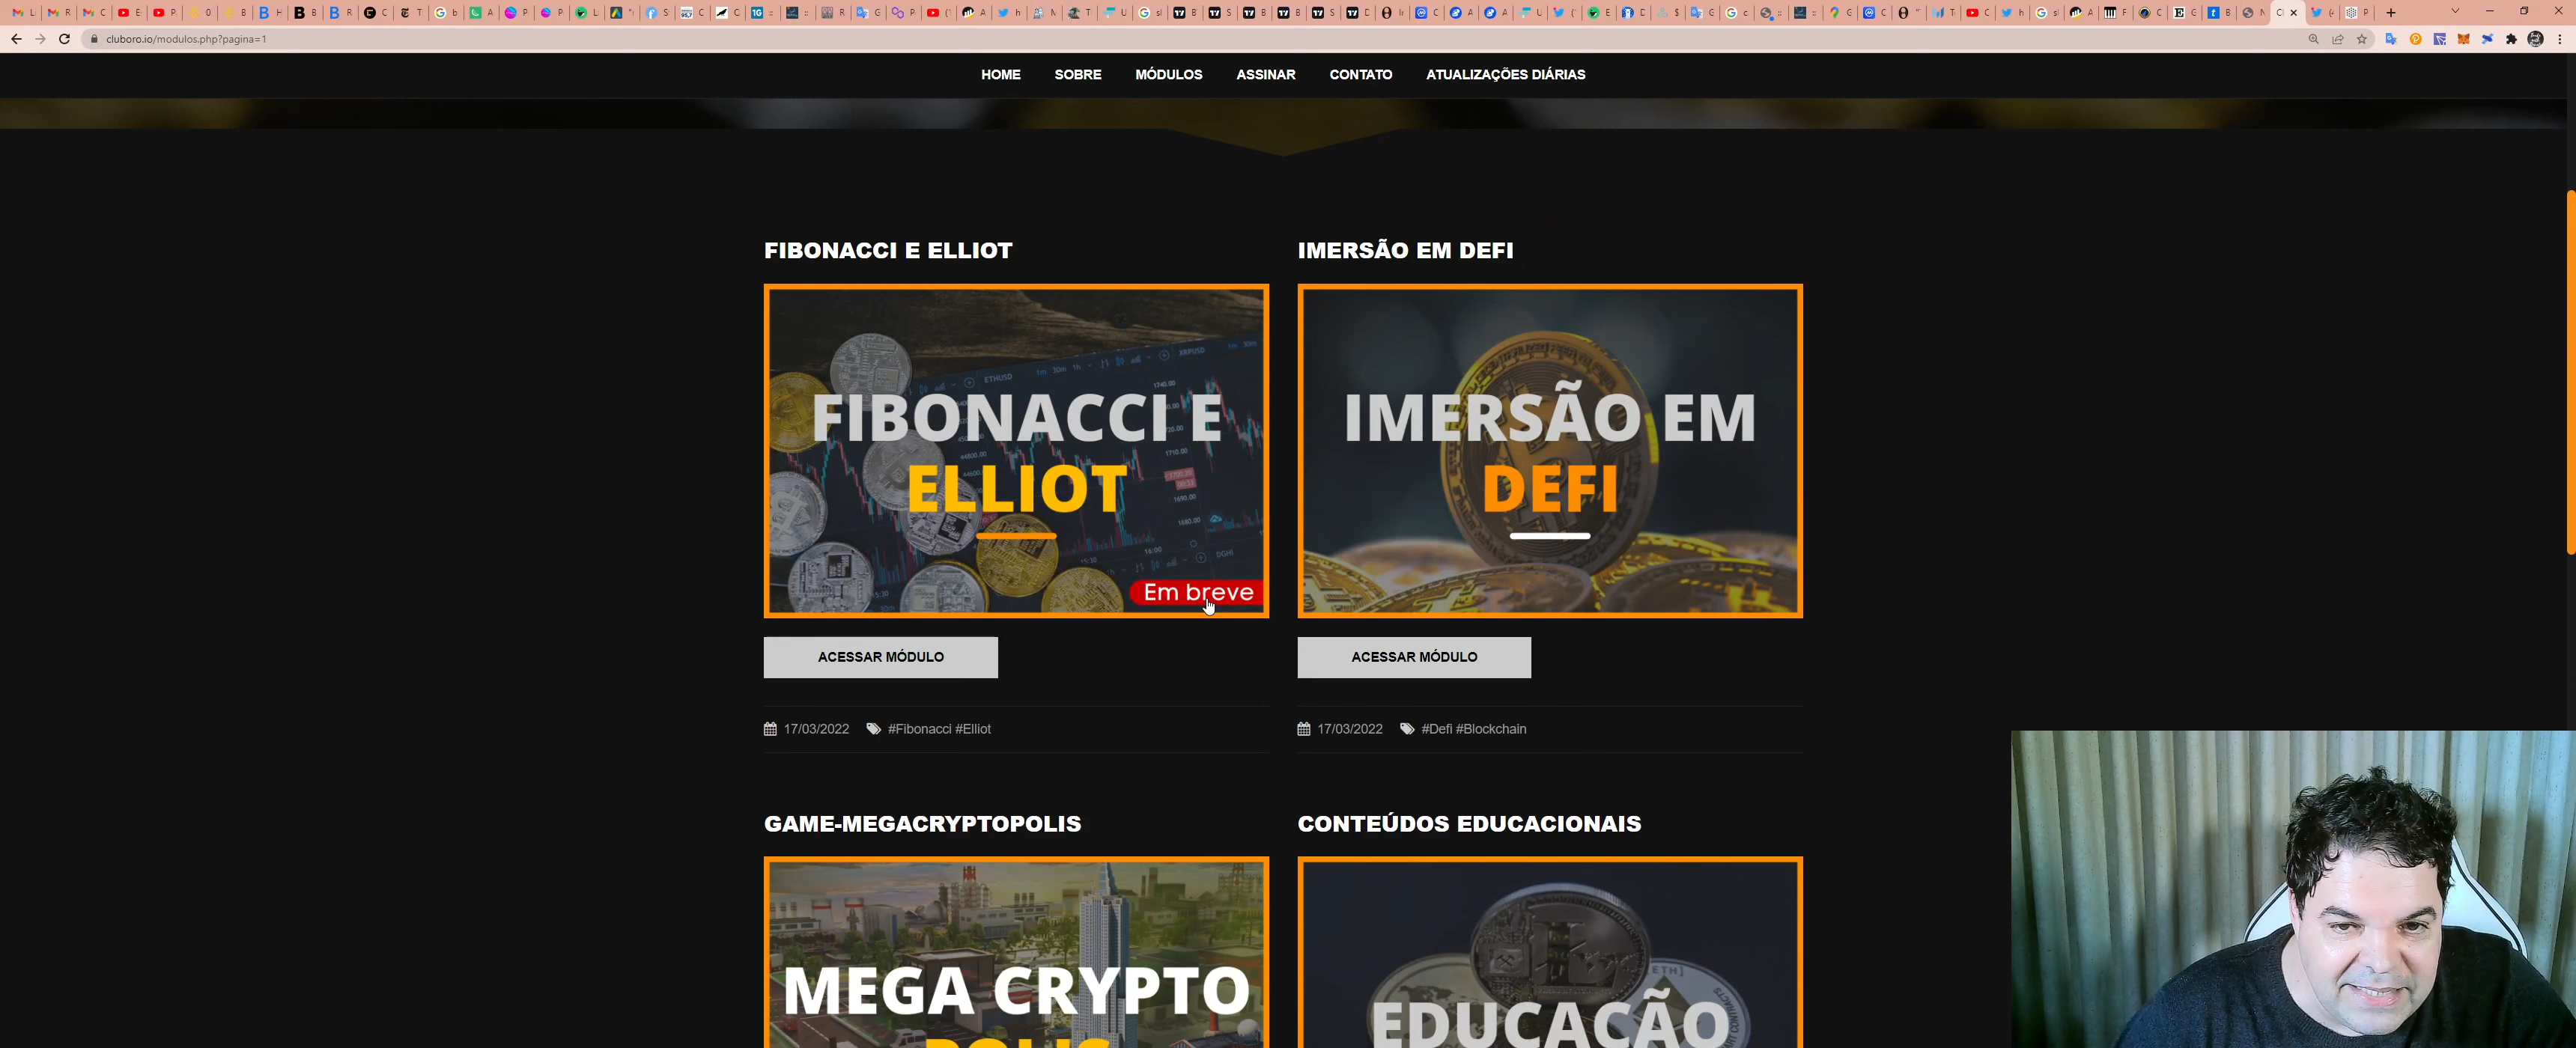 cluboro.io/modulos.php?pagina=1
HOME SOBRE MÓDULOS ASSINAR CONTATO ATUALIZAÇÕES DIÁRIAS
FIBONACCI E ELLIOT
FIBONACCI E
ELLIOT
Em breve
ACESSAR MÓDULO
17/03/2022 #Fibonacci #Elliot
IMERSÃO EM DEFI
IMERSÃO EM
DEFI
ACESSAR MÓDULO
17/03/2022 #Defi #Blockchain
GAME-MEGACRYPTOPOLIS
MEGA CRYPTO
POLIS
CONTEÚDOS EDUCACIONAIS
EDUCAÇÃO